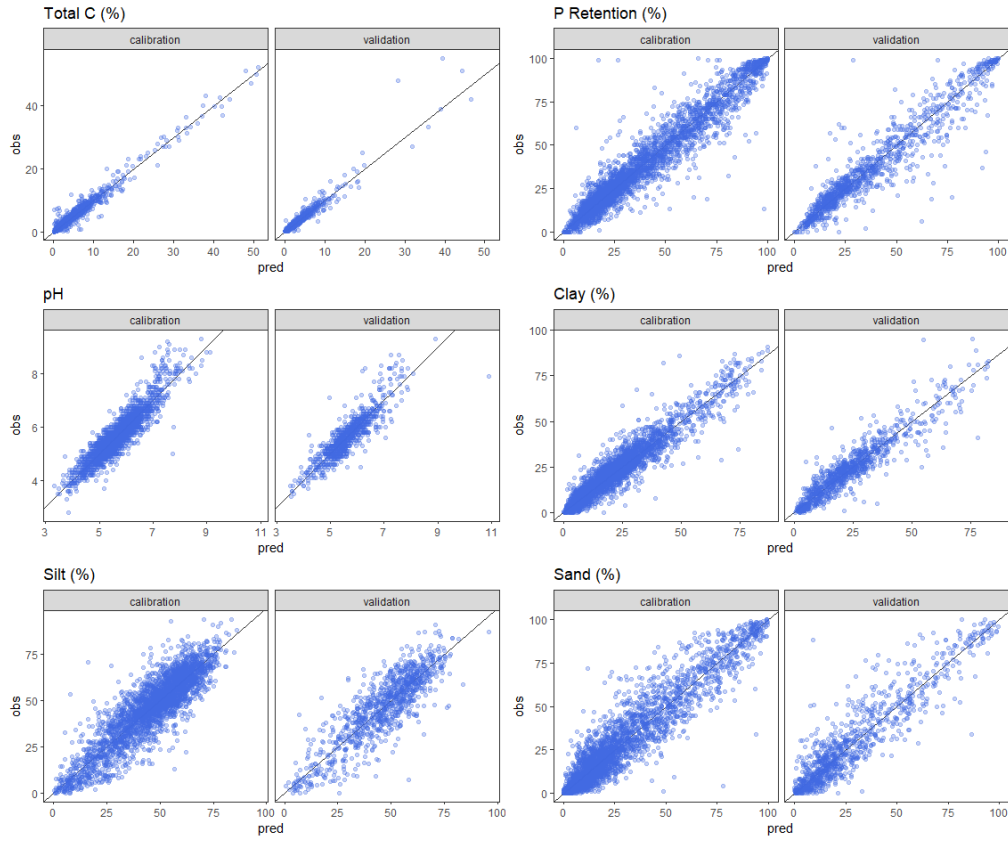 Total C (%)
calibration
validation
obs
40
20
0
0 10 20 30 40 50
0 10 20 30 40 50
pred
P Retention (%)
calibration
validation
obs
100
75
50
25
0
0 25 50 75 100
0 25 50 75 100
pred
pH
calibration
validation
obs
8
6
4
3 5 7 9 11
3 5 7 9 11
pred
Clay (%)
calibration
validation
obs
100
75
50
25
0
0 25 50 75
0 25 50 75
pred
Silt (%)
calibration
validation
obs
75
50
25
0
0 25 50 75 100
0 25 50 75 100
pred
Sand (%)
calibration
validation
obs
100
75
50
25
0
0 25 50 75 100
0 25 50 75 100
pred